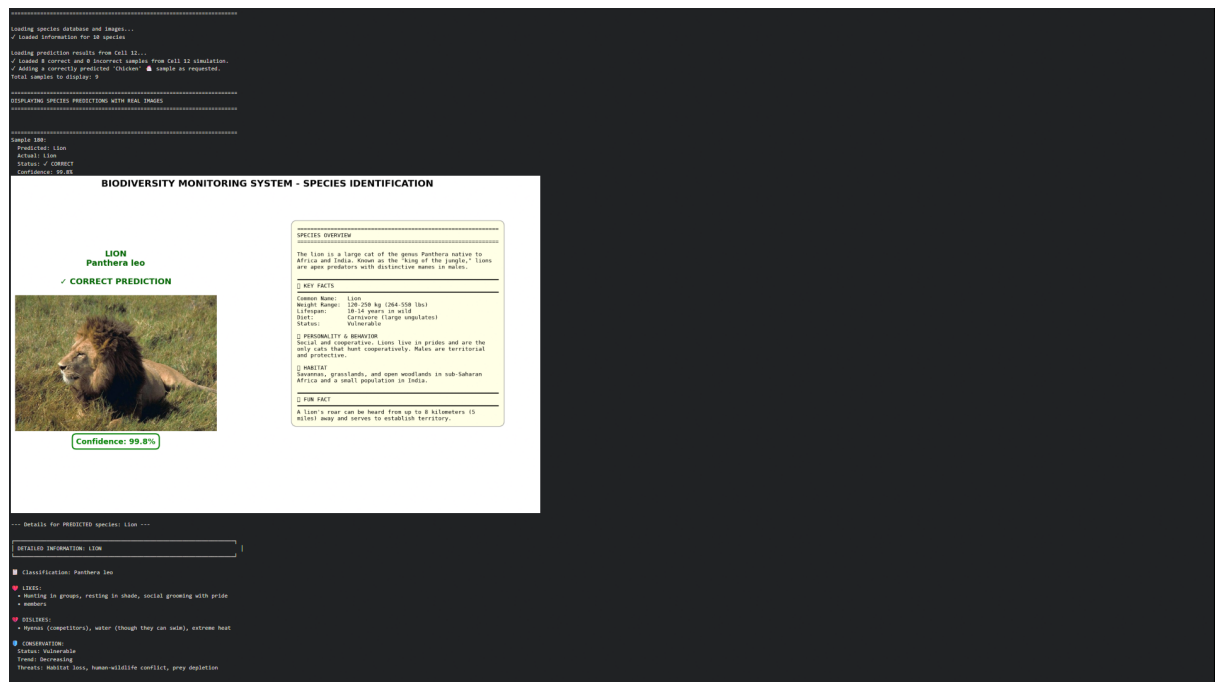 ======================================================================
Loading species database and images...
✓ Loaded information for 10 species
Loading prediction results from Cell 12...
✓ Loaded 8 correct and 0 incorrect samples from Cell 12 simulation.
✓ Adding a correctly predicted 'Chicken' 🐔 sample as requested.
Total samples to display: 9
======================================================================
DISPLAYING SPECIES PREDICTIONS WITH REAL IMAGES
======================================================================
======================================================================
Sample 100:
Predicted: Lion
Actual: Lion
Status: ✓ CORRECT
Confidence: 99.8%
BIODIVERSITY MONITORING SYSTEM - SPECIES IDENTIFICATION
LION
Panthera leo
✓ CORRECT PREDICTION
Confidence: 99.8%
============================================================
SPECIES OVERVIEW
============================================================
The lion is a large cat of the genus Panthera native to
Africa and India. Known as the "king of the jungle," lions
are apex predators with distinctive manes in males.
▯ KEY FACTS
Common Name: Lion
Weight Range: 120-250 kg (264-550 lbs)
Lifespan: 10-14 years in wild
Diet: Carnivore (large ungulates)
Status: Vulnerable
▯ PERSONALITY & BEHAVIOR
Social and cooperative. Lions live in prides and are the
only cats that hunt cooperatively. Males are territorial
and protective.
▯ HABITAT
Savannas, grasslands, and open woodlands in sub-Saharan
Africa and a small population in India.
▯ FUN FACT
A lion's roar can be heard from up to 8 kilometers (5
miles) away and serves to establish territory.
--- Details for PREDICTED species: Lion ---
DETAILED INFORMATION: LION
📋 Classification: Panthera leo
❤️ LIKES:
• Hunting in groups, resting in shade, social grooming with pride
• members
💔 DISLIKES:
• Hyenas (competitors), water (though they can swim), extreme heat
🛡️ CONSERVATION:
Status: Vulnerable
Trend: Decreasing
Threats: Habitat loss, human-wildlife conflict, prey depletion